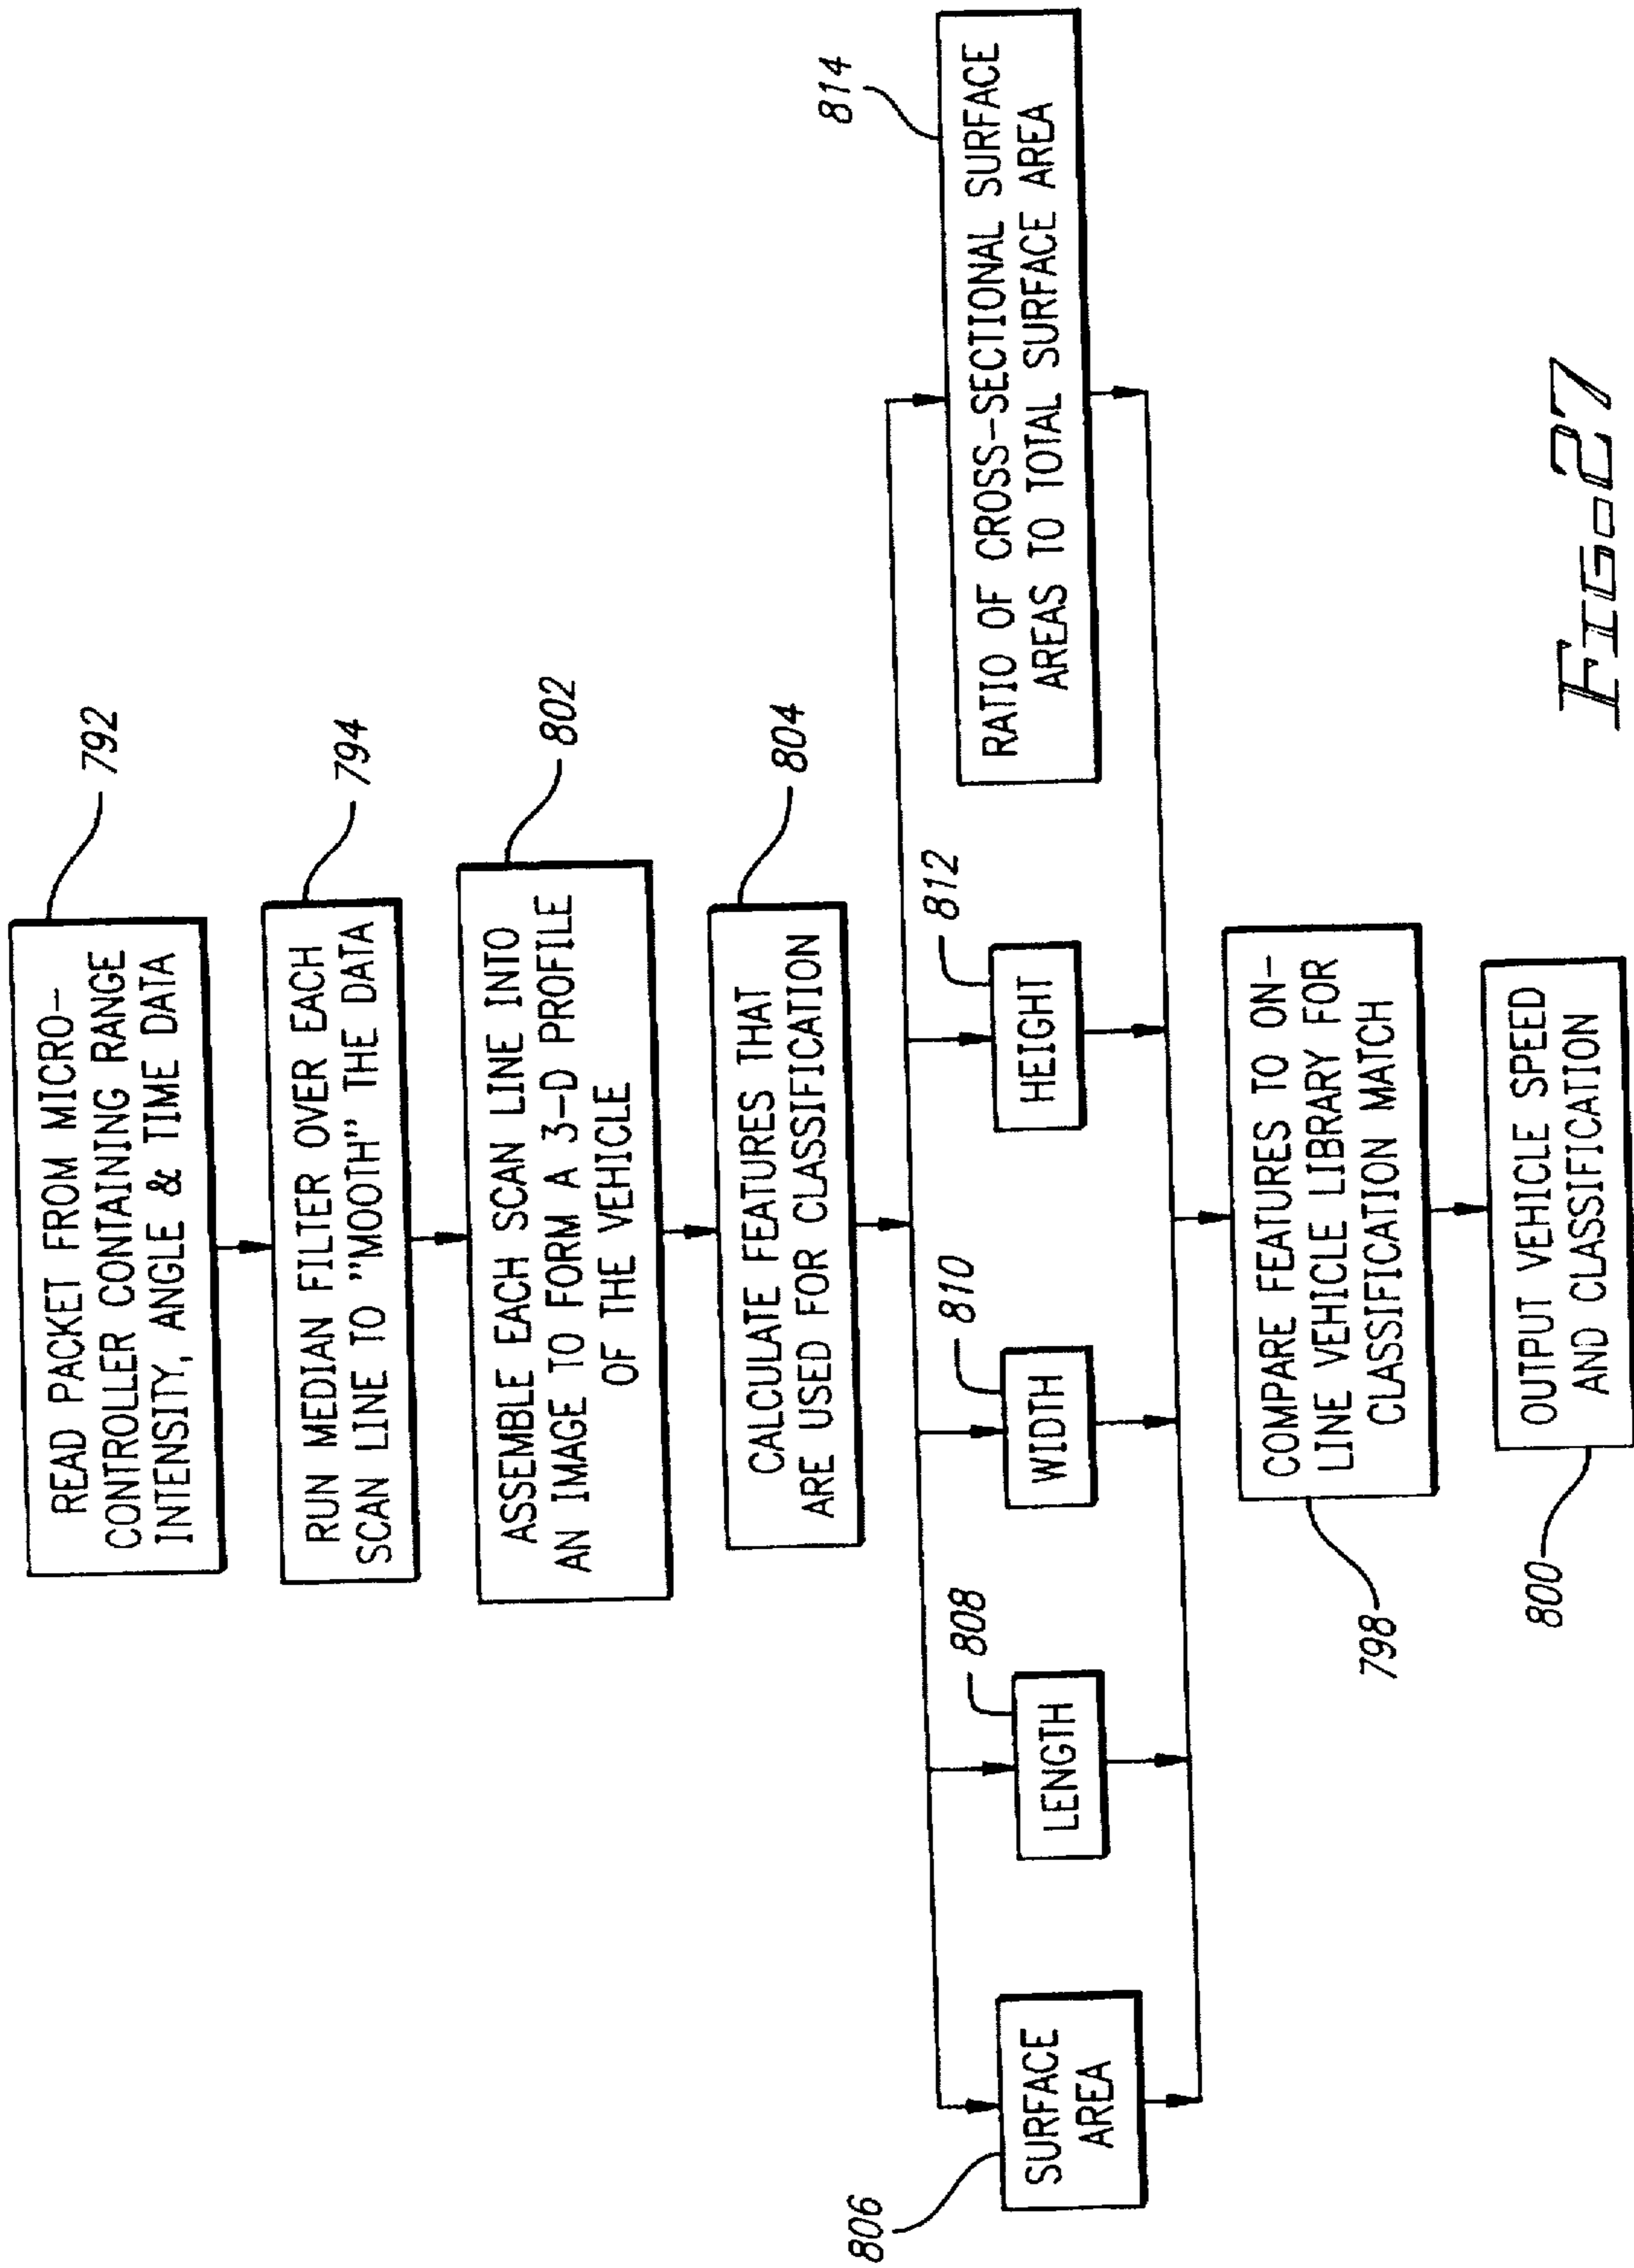 792
READ PACKET FROM MICRO-
CONTROLLER CONTAINING RANGE
INTENSITY, ANGLE & TIME DATA
794
RUN MEDIAN FILTER OVER EACH
SCAN LINE TO "MOOTH" THE DATA
802
ASSEMBLE EACH SCAN LINE INTO
AN IMAGE TO FORM A 3-D PROFILE
OF THE VEHICLE
804
CALCULATE FEATURES THAT
ARE USED FOR CLASSIFICATION
806
SURFACE
AREA
808
LENGTH
810
WIDTH
812
HEIGHT
814
RATIO OF CROSS-SECTIONAL SURFACE
AREAS TO TOTAL SURFACE AREA
798
COMPARE FEATURES TO ON-
LINE VEHICLE LIBRARY FOR
CLASSIFICATION MATCH
800
OUTPUT VEHICLE SPEED
AND CLASSIFICATION
FIG-27